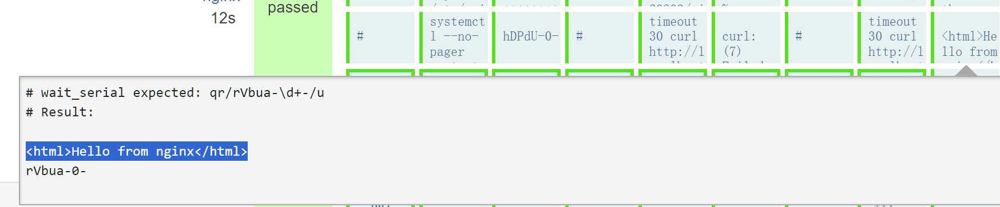 nginx
12s
passed
#
systemct
l --no-
pager
hDPdU-0-
#
timeout
30 curl
http://l
curl:
(7)
#
timeout
30 curl
http://l
<html>He
llo from
# wait_serial expected: qr/rVbua-\d+-/u
# Result:
<html>Hello from nginx</html>
rVbua-0-